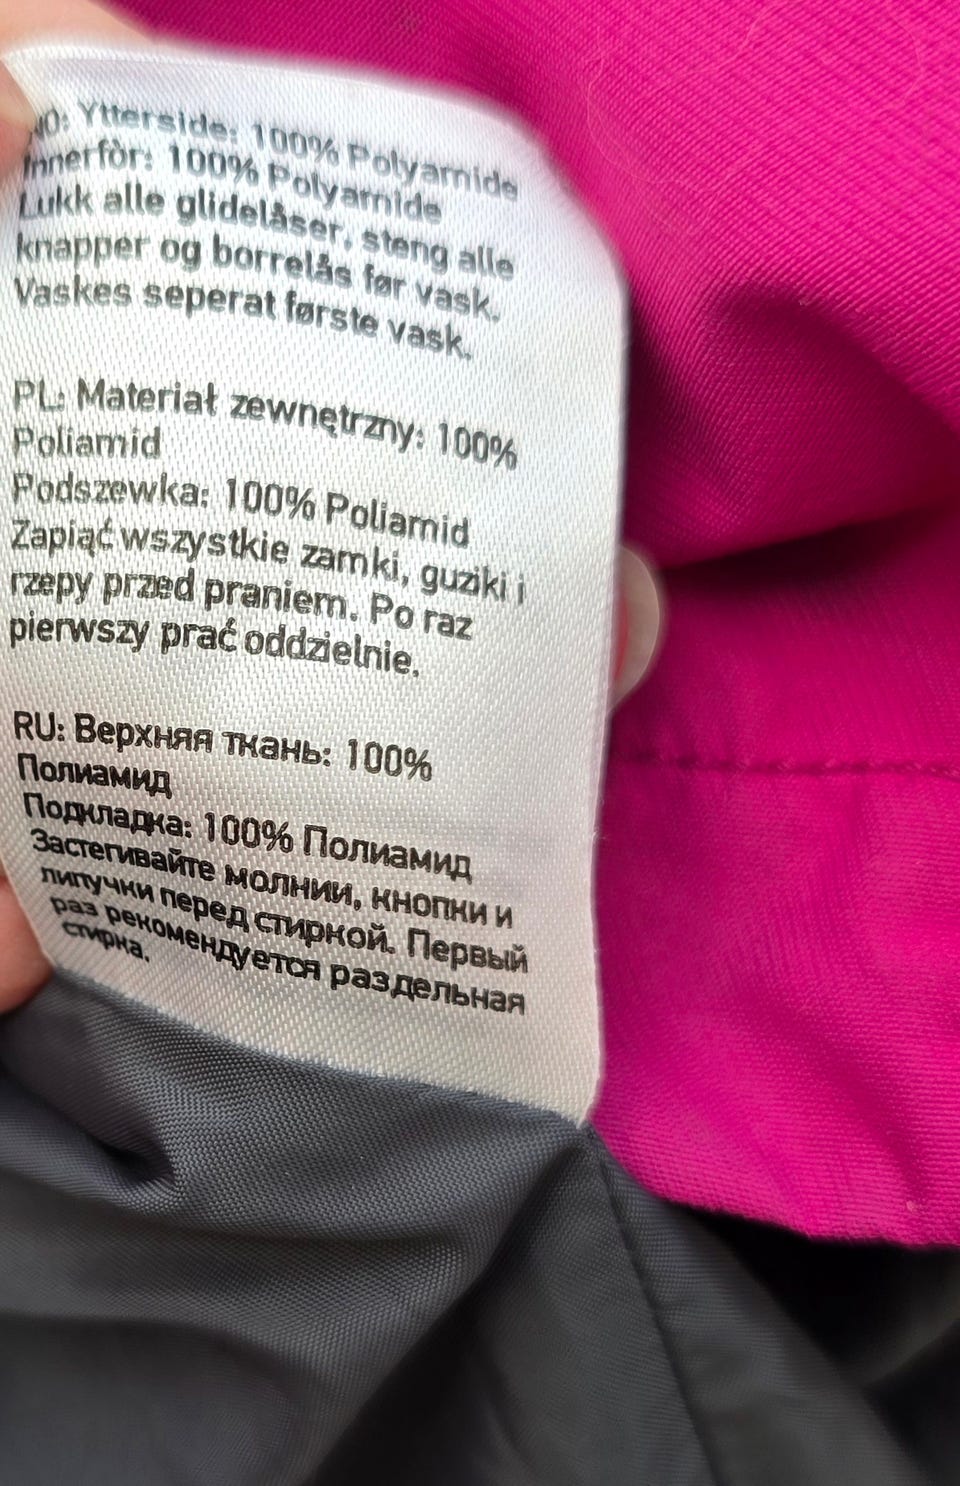 NO: Ytterside: 100% Polyamide
Innerfòr: 100% Polyamide
Lukk alle glidelåser, steng alle
knapper og borrelås før vask.
Vaskes seperat første vask.
PL: Materiał zewnętrzny: 100%
Poliamid
Podszewka: 100% Poliamid
Zapiąć wszystkie zamki, guziki i
rzepy przed praniem. Po raz
pierwszy prać oddzielnie.
RU: Верхняя ткань: 100%
Полиамид
Подкладка: 100% Полиамид
Застегивайте молнии, кнопки и
липучки перед стиркой. Первый
раз рекомендуется раздельная
стирка.